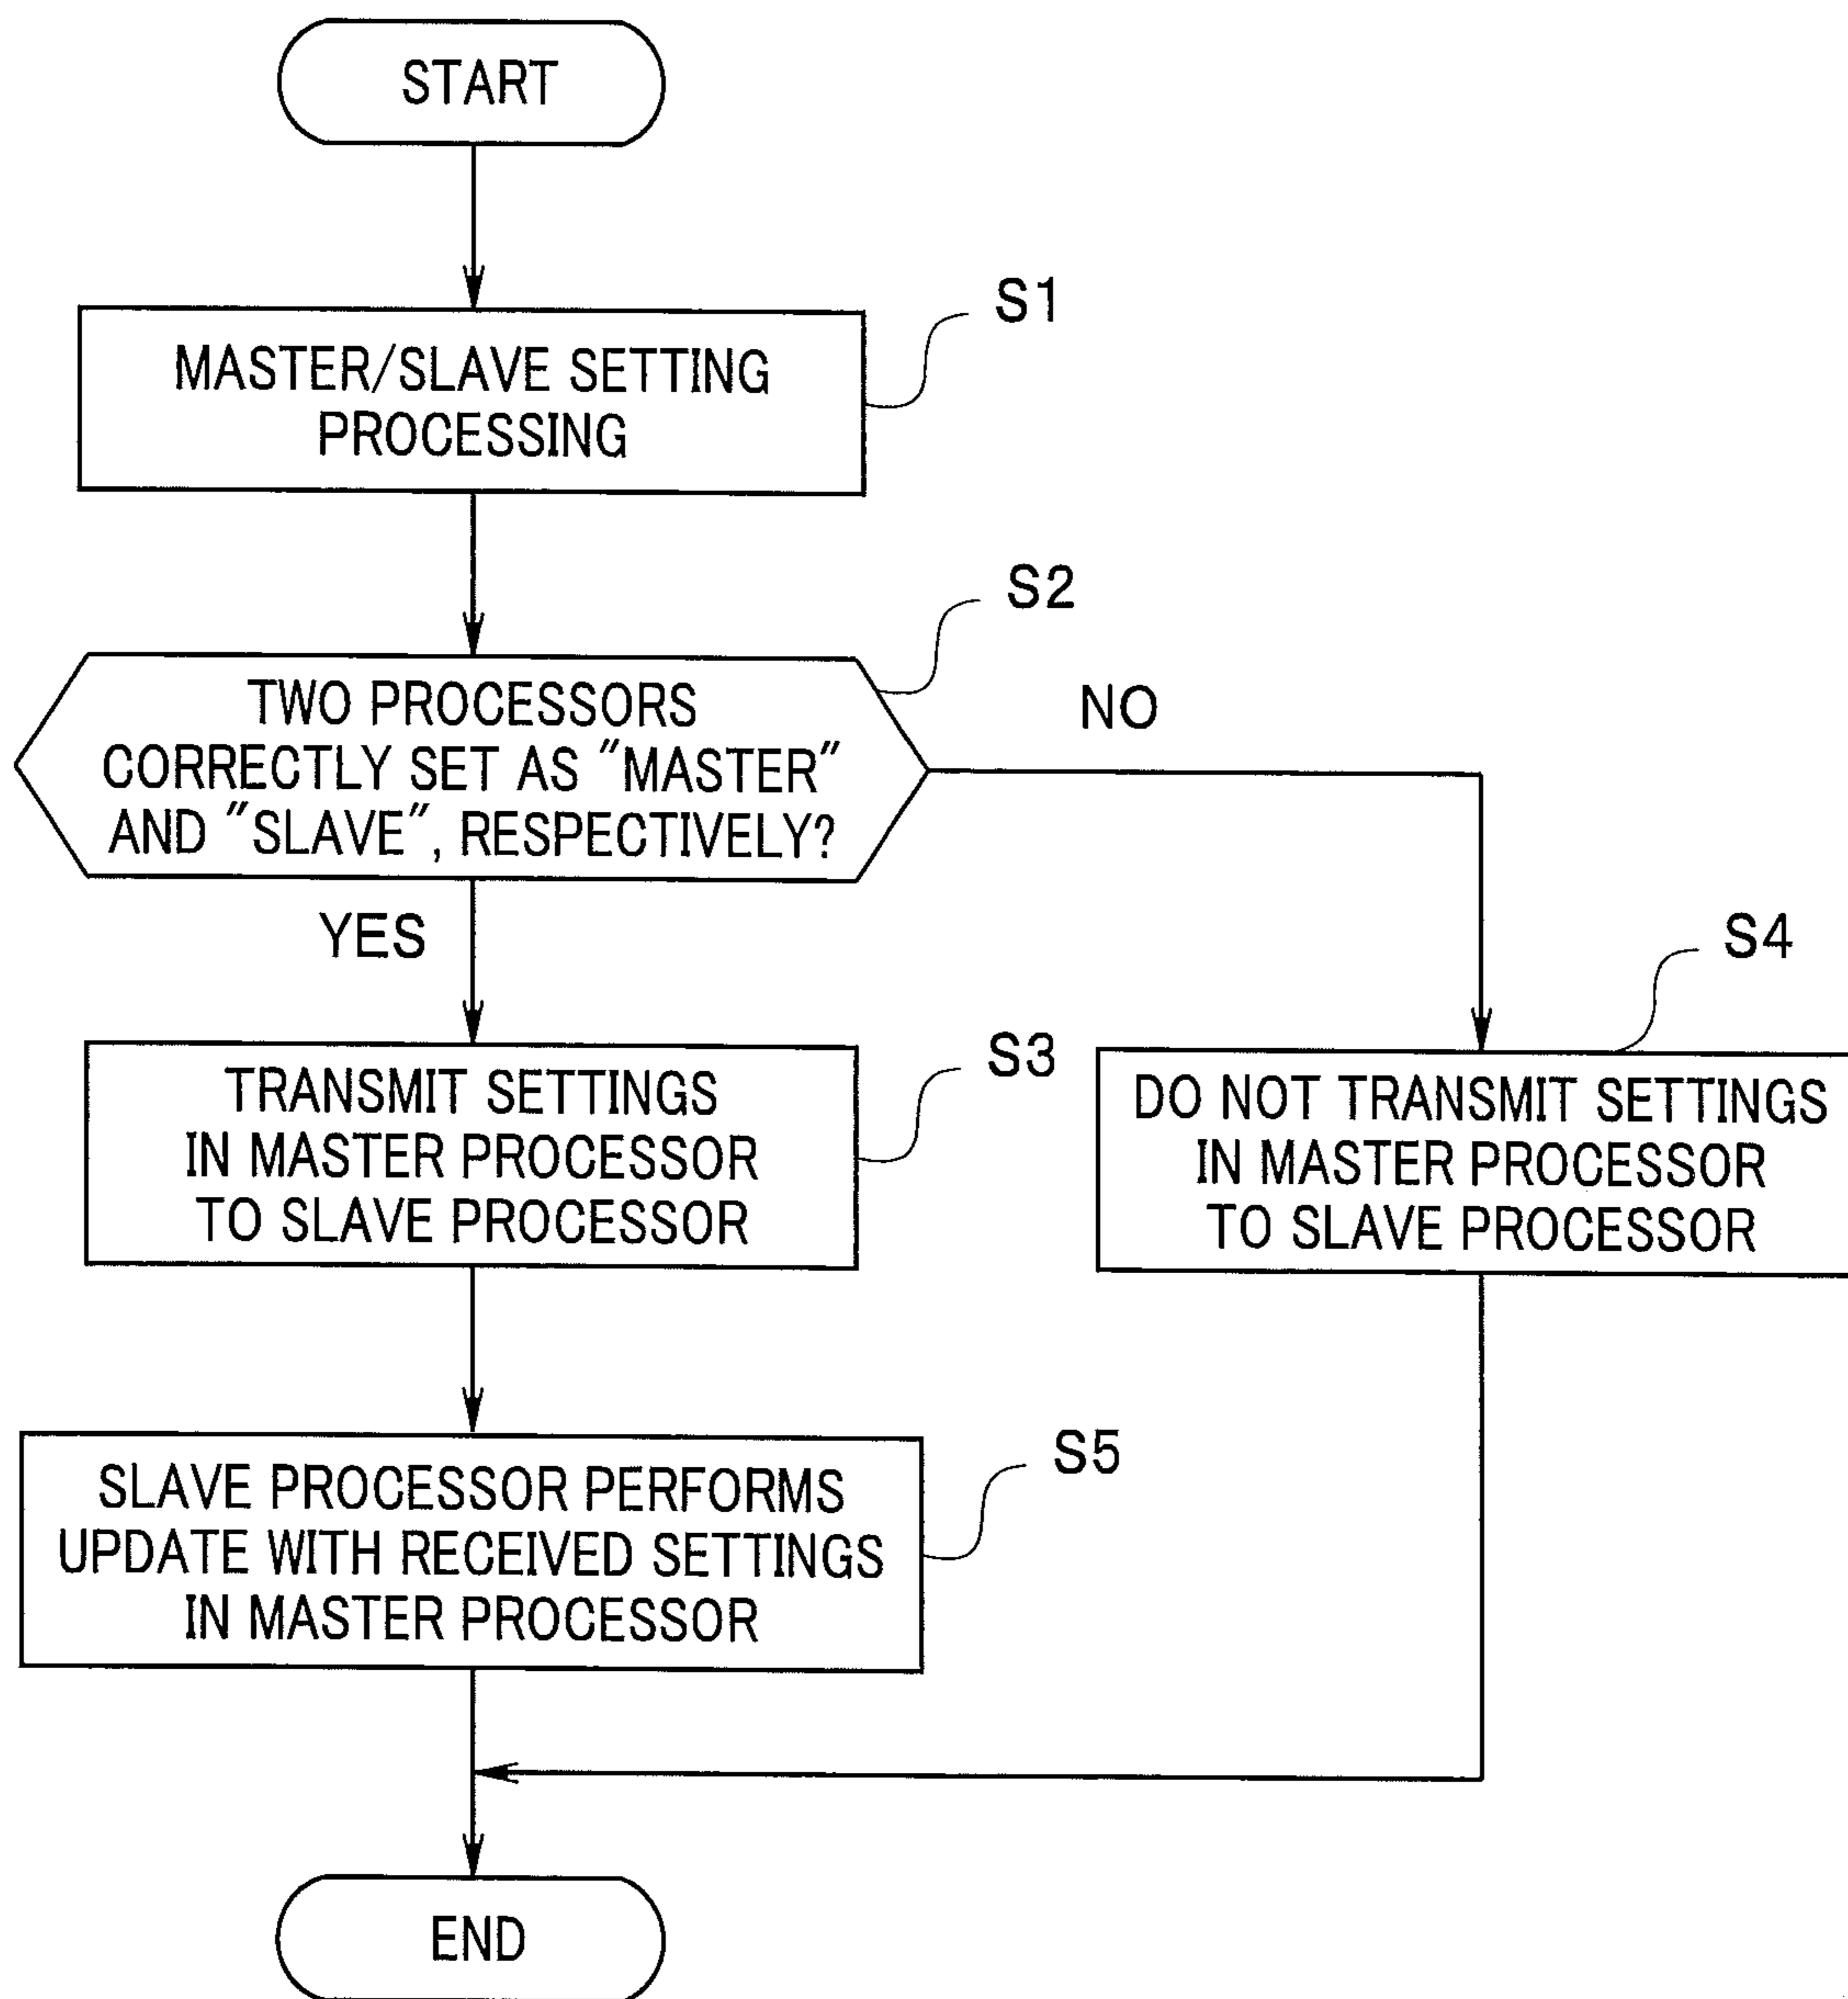 START
S1
MASTER/SLAVE SETTING
PROCESSING
S2
TWO PROCESSORS
CORRECTLY SET AS "MASTER"
AND "SLAVE", RESPECTIVELY?
NO
YES
S4
S3
TRANSMIT SETTINGS
IN MASTER PROCESSOR
TO SLAVE PROCESSOR
DO NOT TRANSMIT SETTINGS
IN MASTER PROCESSOR
TO SLAVE PROCESSOR
S5
SLAVE PROCESSOR PERFORMS
UPDATE WITH RECEIVED SETTINGS
IN MASTER PROCESSOR
END